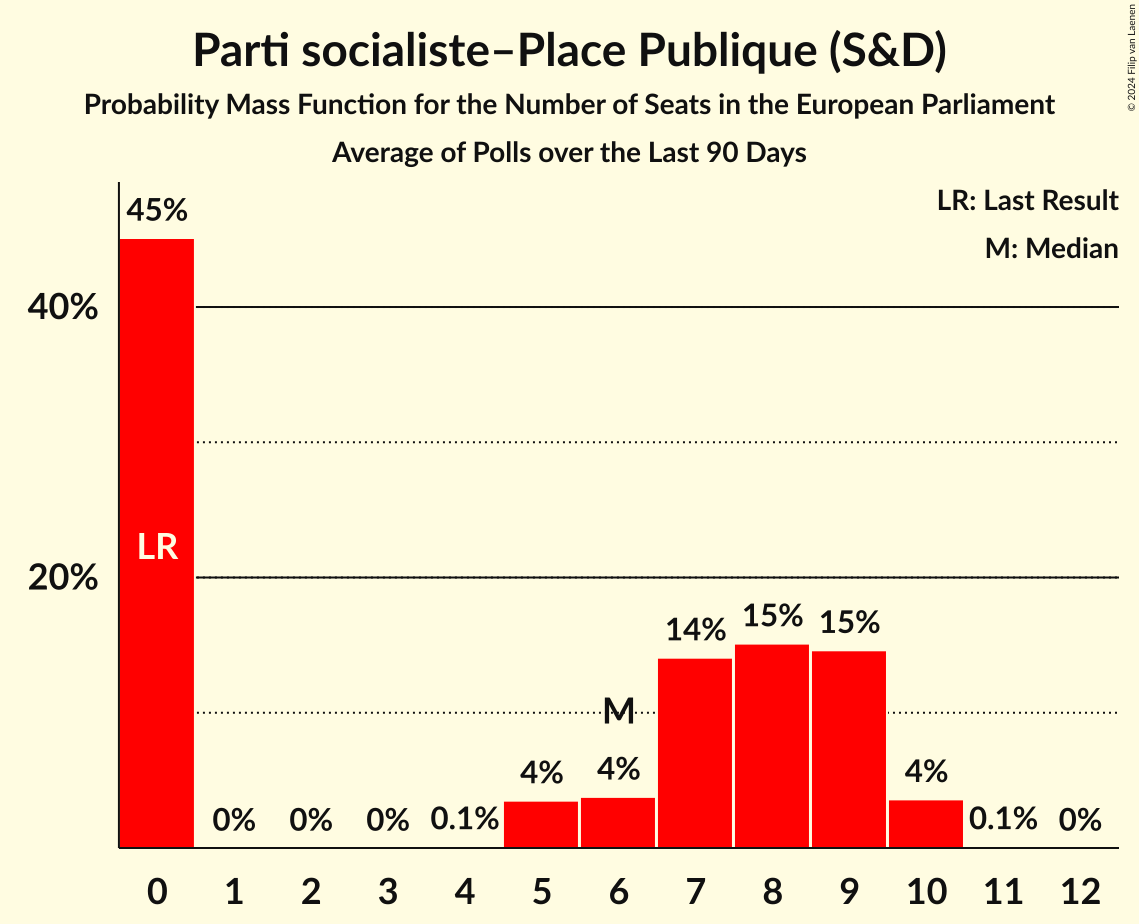 Parti socialiste–Place Publique (S&D)
Probability Mass Function for the Number of Seats in the European Parliament
Average of Polls over the Last 90 Days
© 2024 Filip van Laenen
LR: Last Result
M: Median
45%
40%
LR
20%
14%
15%
15%
M
4%
4%
4%
0%
0%
0%
0.1%
0.1%
0%
0 1 2 3 4 5 6 7 8 9 10 11 12